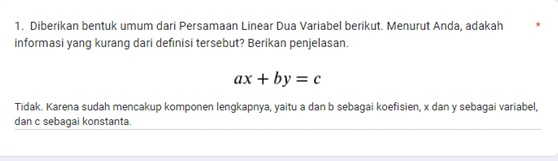 1. Diberikan bentuk umum dari Persamaan Linear Dua Variabel berikut. Menurut Anda, adakah *
informasi yang kurang dari definisi tersebut? Berikan penjelasan.
ax + by = c
Tidak. Karena sudah mencakup komponen lengkapnya, yaitu a dan b sebagai koefisien, x dan y sebagai variabel,
dan c sebagai konstanta.